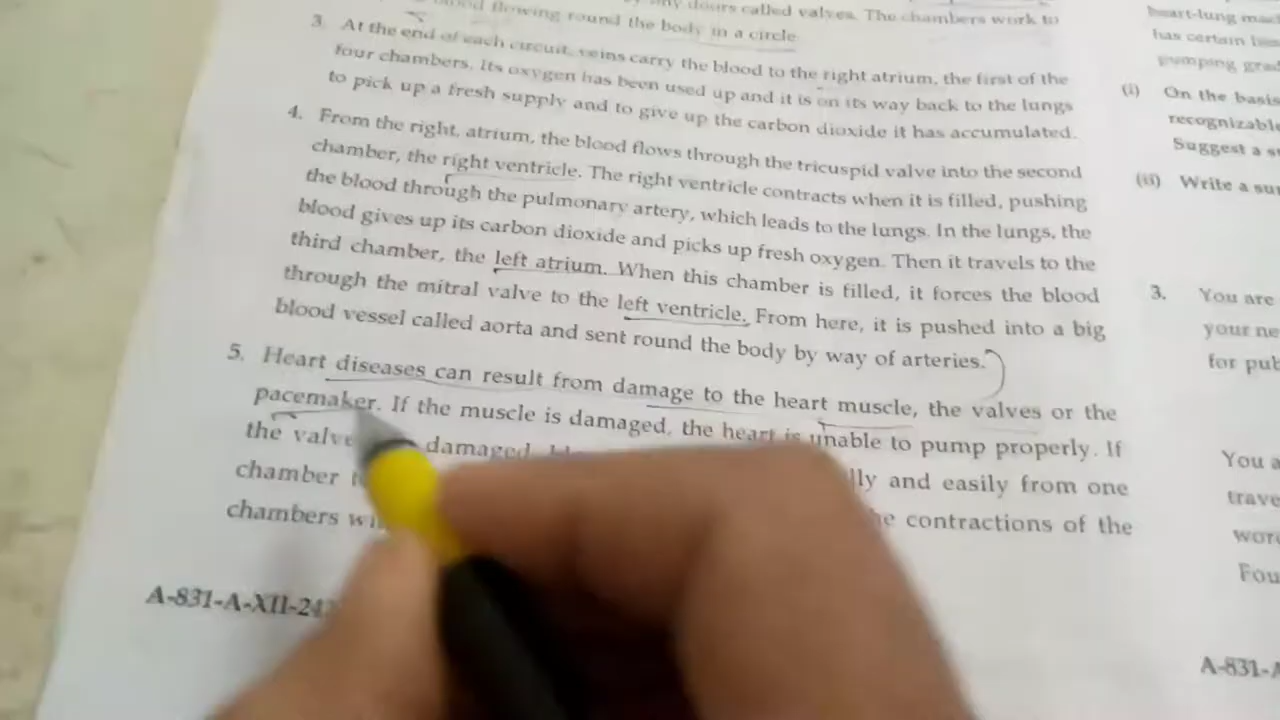 blood flowing round the body in a circle
doors called valves. The chambers work to
3. At the end of each circuit, veins carry the blood to the right atrium, the first of the
four chambers. Its oxygen has been used up and it is on its way back to the lungs
to pick up a fresh supply and to give up the carbon dioxide it has accumulated.
4. From the right, atrium, the blood flows through the tricuspid valve into the second
chamber, the right ventricle. The right ventricle contracts when it is filled, pushing
the blood through the pulmonary artery, which leads to the lungs. In the lungs, the
blood gives up its carbon dioxide and picks up fresh oxygen. Then it travels to the
third chamber, the left atrium. When this chamber is filled, it forces the blood
through the mitral valve to the left ventricle. From here, it is pushed into a big
blood vessel called aorta and sent round the body by way of arteries.
5. Heart diseases can result from damage to the heart muscle, the valves or the
pacemaker. If the muscle is damaged, the heart is unable to pump properly. If
the valve damaged, lly and easily from one
chamber he contractions of the
chambers
A-831-A-XII-24
heart-lung
has certain
pumping
(i) On the basis
recognizable
Suggest a
(ii) Write a
3. You are
your ne
for pub
You a
trave
wor
Fou
A-831-A